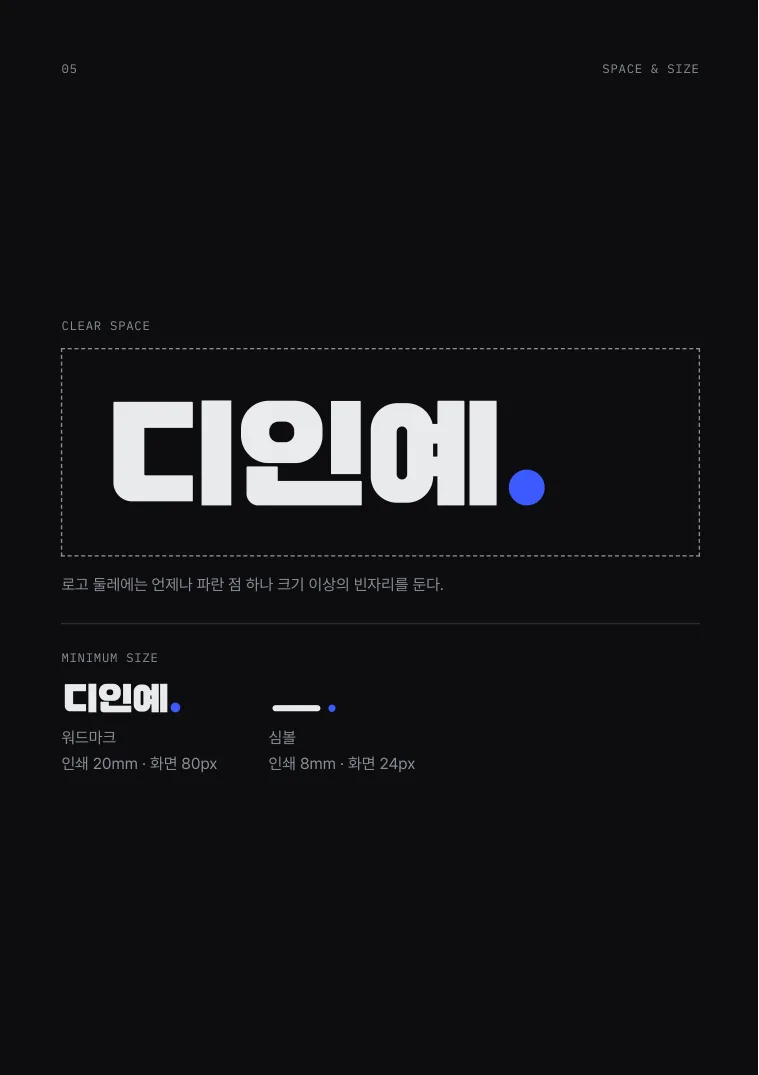 05
SPACE & SIZE
CLEAR SPACE
디인예.
로고 둘레에는 언제나 파란 점 하나 크기 이상의 빈자리를 둔다.
MINIMUM SIZE
디인예.
워드마크
인쇄 20mm · 화면 80px
심볼
인쇄 8mm · 화면 24px